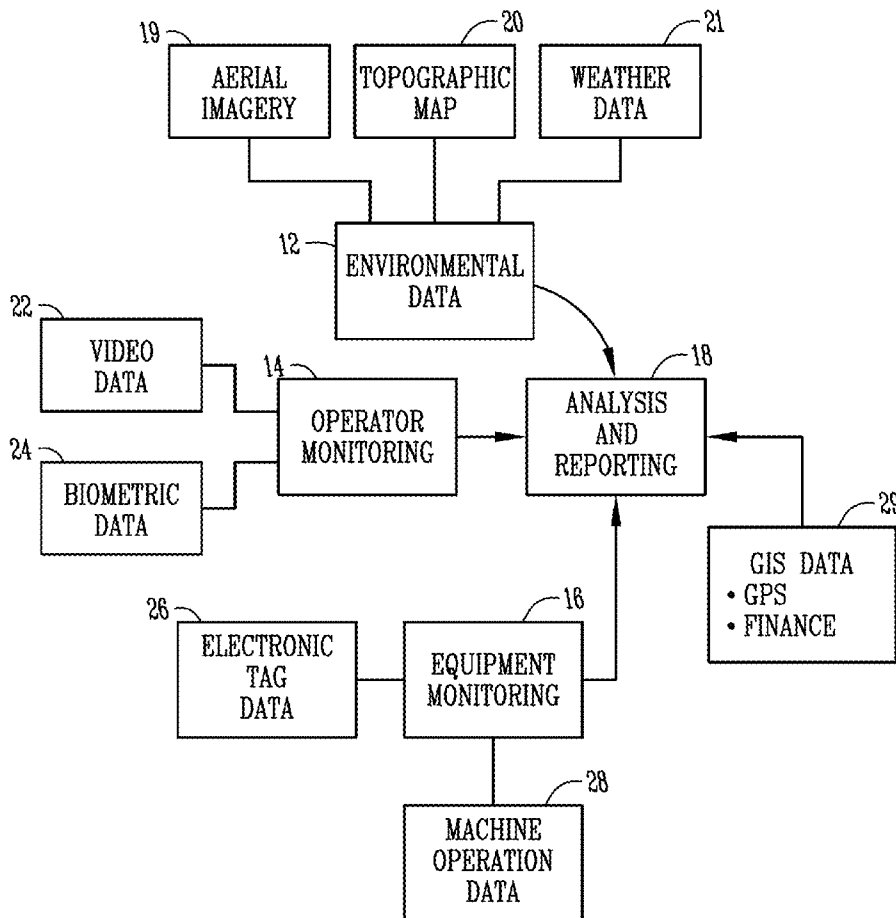 19
AERIAL
IMAGERY
20
TOPOGRAPHIC
MAP
21
WEATHER
DATA
12
ENVIRONMENTAL
DATA
22
VIDEO
DATA
14
OPERATOR
MONITORING
18
ANALYSIS
AND
REPORTING
24
BIOMETRIC
DATA
29
GIS DATA
• GPS
• FINANCE
26
ELECTRONIC
TAG
DATA
16
EQUIPMENT
MONITORING
28
MACHINE
OPERATION
DATA